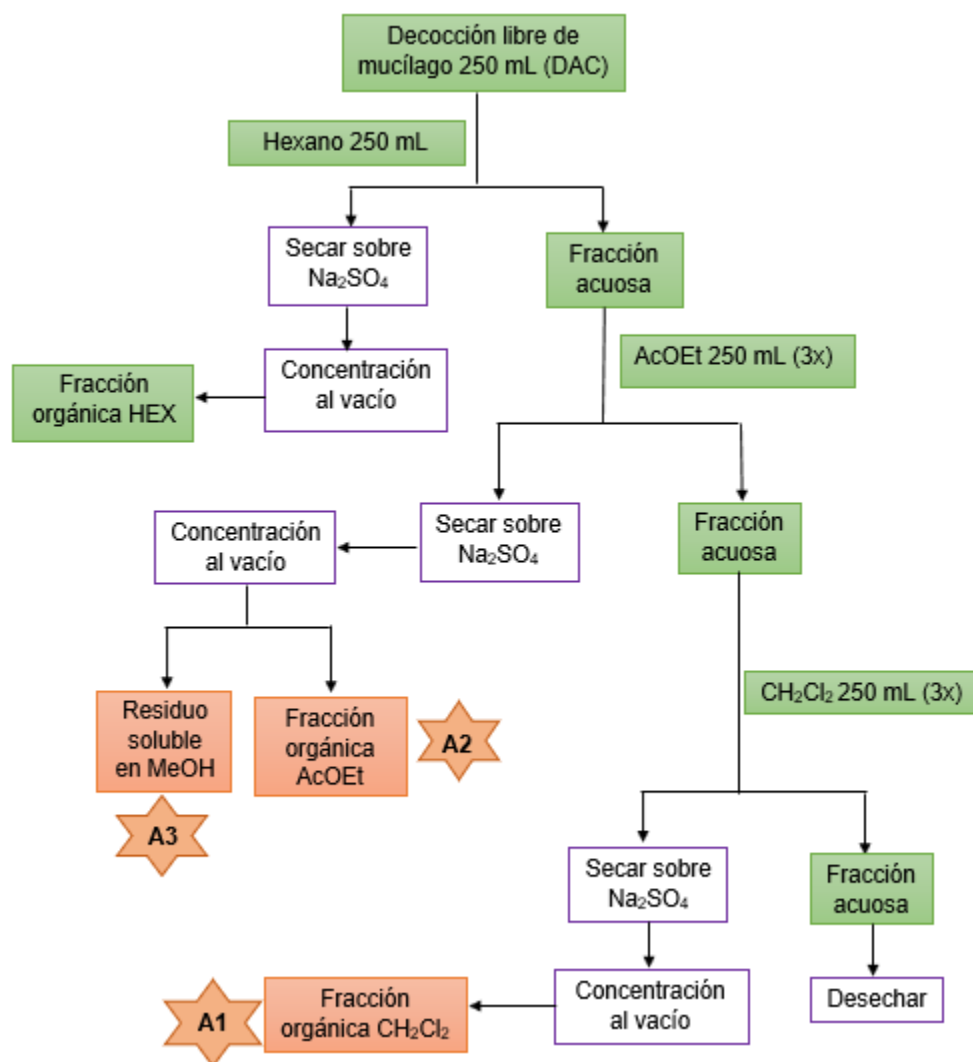 Decocción libre de
mucílago 250 mL (DAC)
Hexano 250 mL
Secar sobre
Na₂SO₄
Fracción
acuosa
AcOEt 250 mL (3x)
Concentración
al vacío
Fracción
orgánica HEX
Concentración
al vacío
Secar sobre
Na₂SO₄
Fracción
acuosa
CH₂Cl₂ 250 mL (3x)
Residuo
soluble
en MeOH
Fracción
orgánica
AcOEt
A2
A3
Secar sobre
Na₂SO₄
Fracción
acuosa
Concentración
al vacío
Desechar
Fracción
orgánica CH₂Cl₂
A1